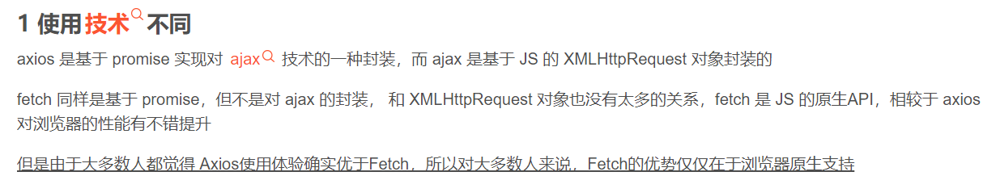 1 使用技术不同
axios 是基于 promise 实现对 ajax 技术的一种封装，而 ajax 是基于 JS 的 XMLHttpRequest 对象封装的
fetch 同样是基于 promise，但不是对 ajax 的封装， 和 XMLHttpRequest 对象也没有太多的关系，fetch 是 JS 的原生API，相较于 axios
对浏览器的性能有不错提升
但是由于大多数人都觉得 Axios使用体验确实优于Fetch，所以对大多数人来说，Fetch的优势仅仅在于浏览器原生支持